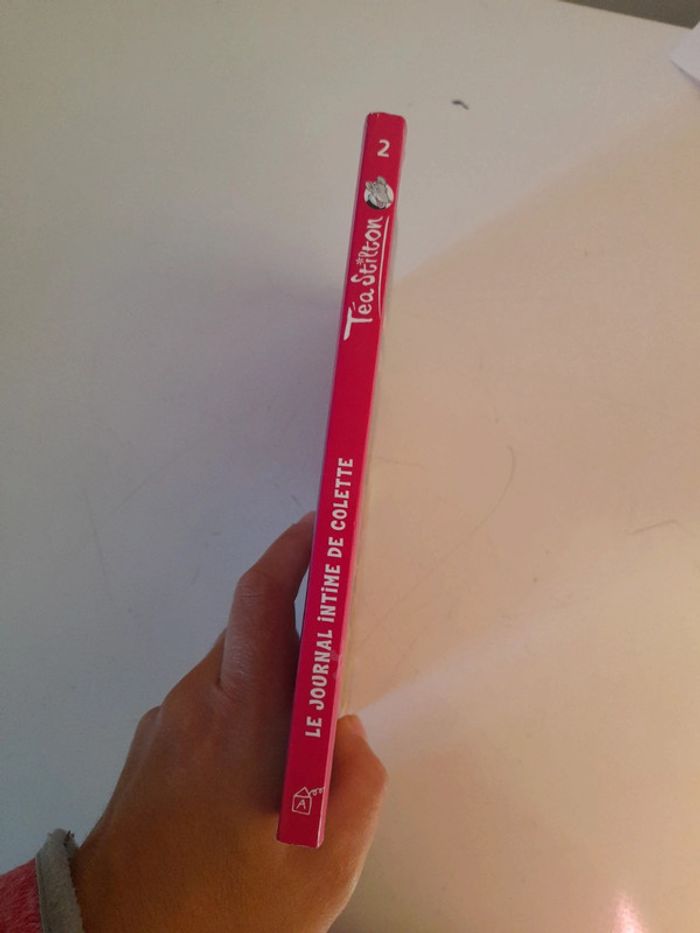 2
Téa Stilton
LE JOURNAL INTIME DE COLETTE
A